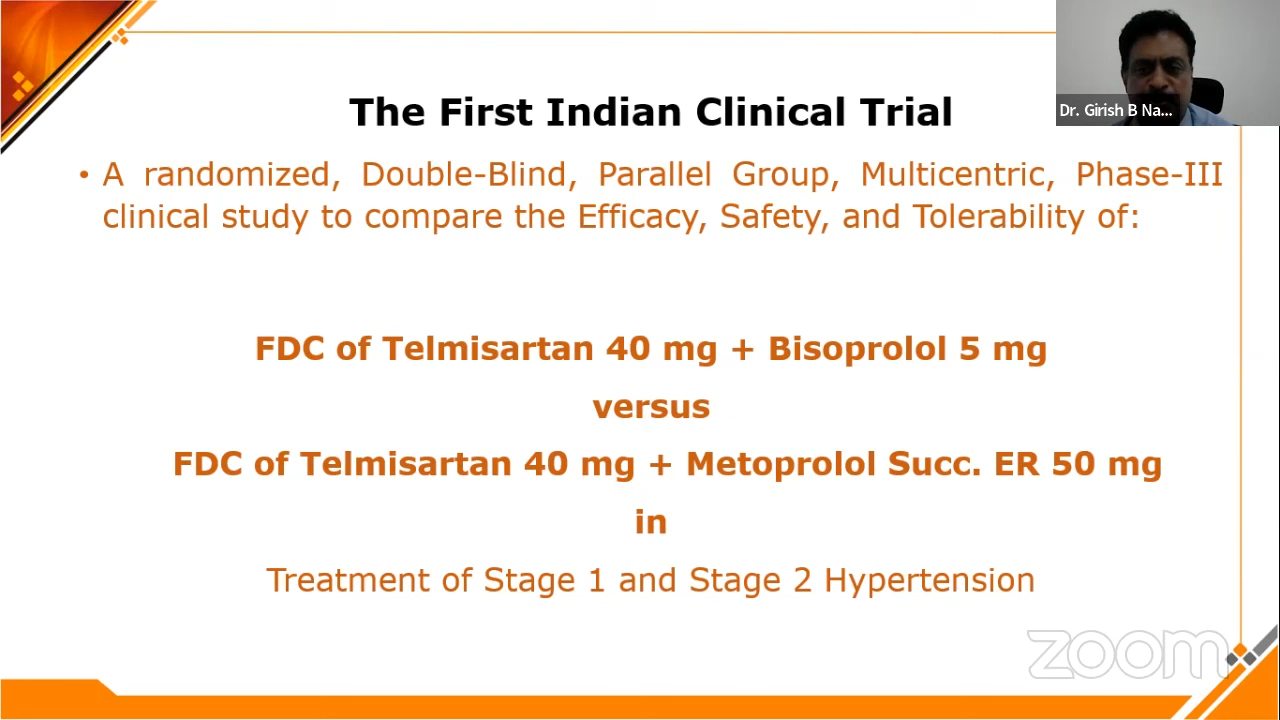 The First Indian Clinical Trial
Dr. Girish B Na...
• A randomized, Double-Blind, Parallel Group, Multicentric, Phase-III
clinical study to compare the Efficacy, Safety, and Tolerability of:
FDC of Telmisartan 40 mg + Bisoprolol 5 mg
versus
FDC of Telmisartan 40 mg + Metoprolol Succ. ER 50 mg
in
Treatment of Stage 1 and Stage 2 Hypertension
zoom